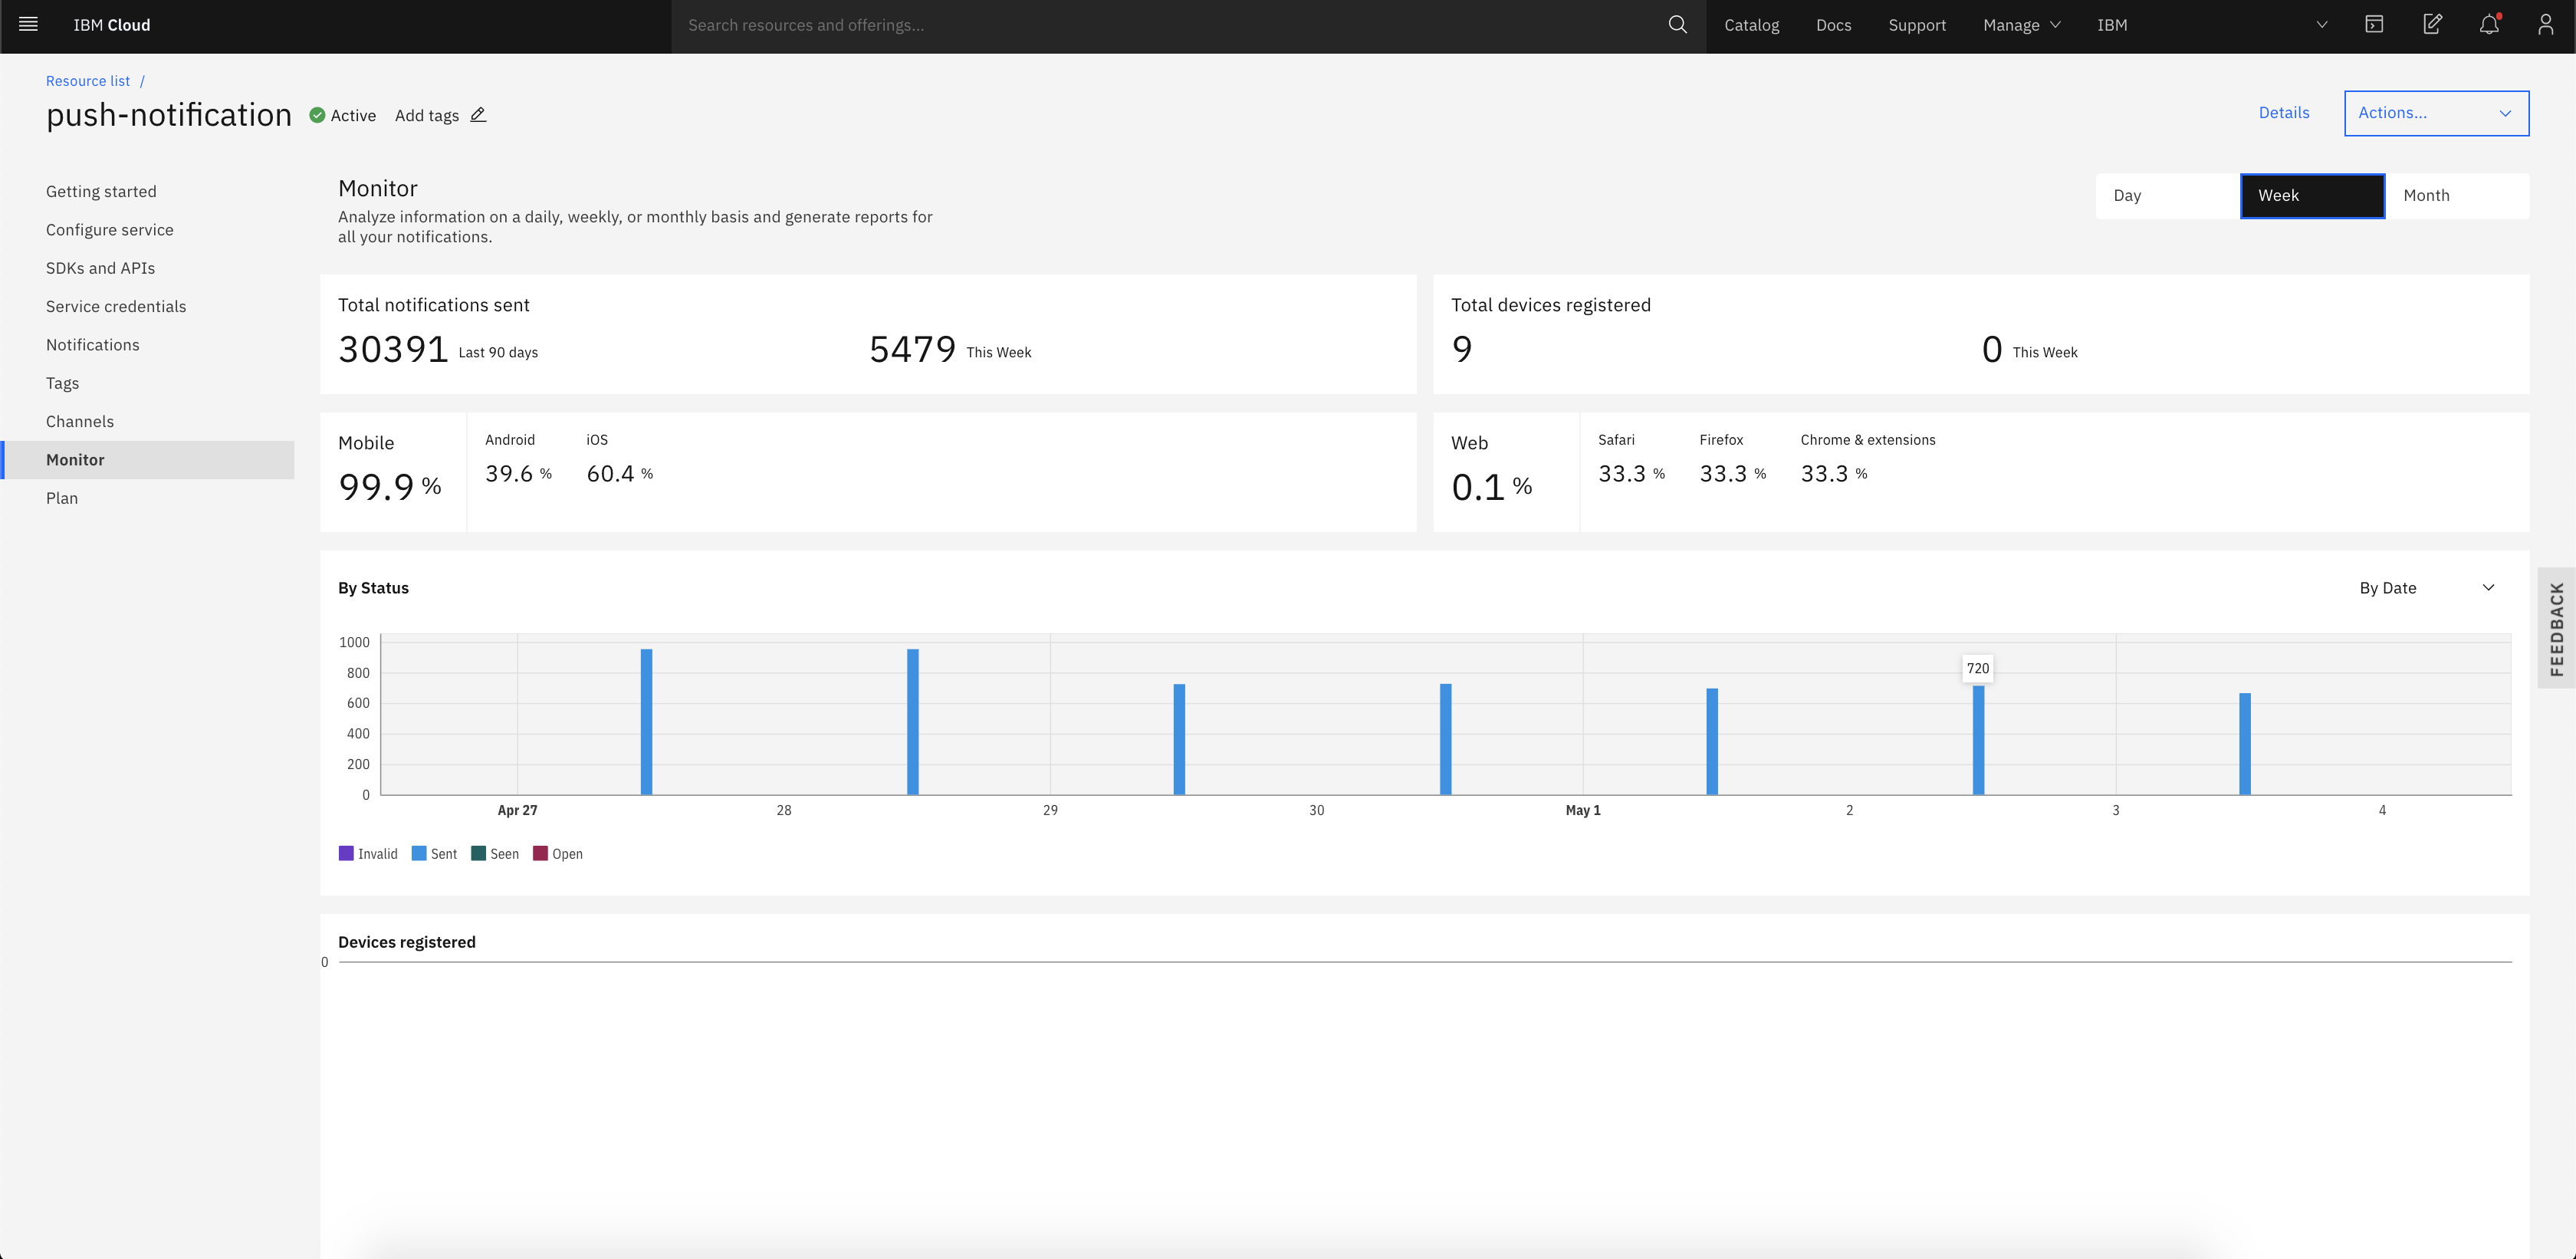 IBM Cloud
Search resources and offerings...
Catalog
Docs
Support
Manage
IBM
Resource list /
push-notification
Active
Add tags
Details
Actions...
Getting started
Configure service
SDKs and APIs
Service credentials
Notifications
Tags
Channels
Monitor
Plan
Monitor
Analyze information on a daily, weekly, or monthly basis and generate reports for
all your notifications.
Day
Week
Month
Total notifications sent
30391 Last 90 days
5479 This Week
Total devices registered
9
0 This Week
Mobile
99.9 %
Android
39.6 %
iOS
60.4 %
Web
0.1 %
Safari
33.3 %
Firefox
33.3 %
Chrome & extensions
33.3 %
By Status
By Date
1000
800
600
400
200
0
720
Apr 27
28
29
30
May 1
2
3
4
Invalid
Sent
Seen
Open
Devices registered
0
FEEDBACK